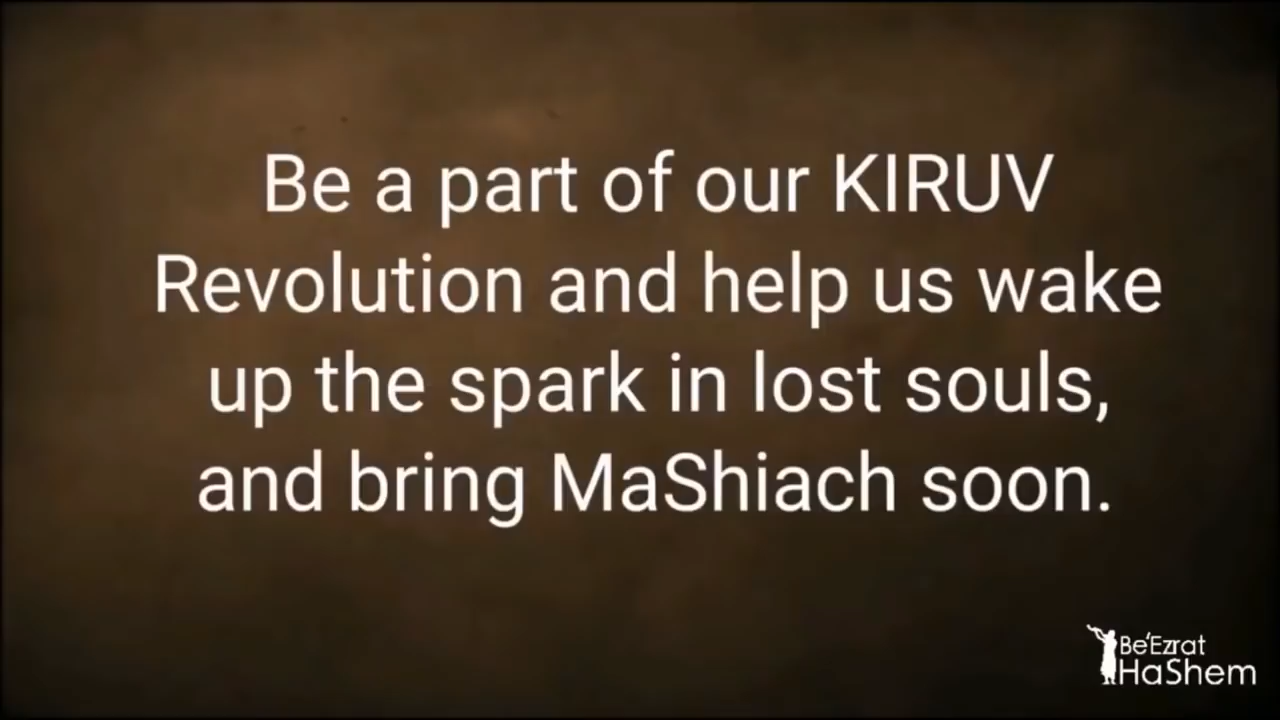 Be a part of our KIRUV
Revolution and help us wake
up the spark in lost souls,
and bring MaShiach soon.
Be'Ezrat
HaShem